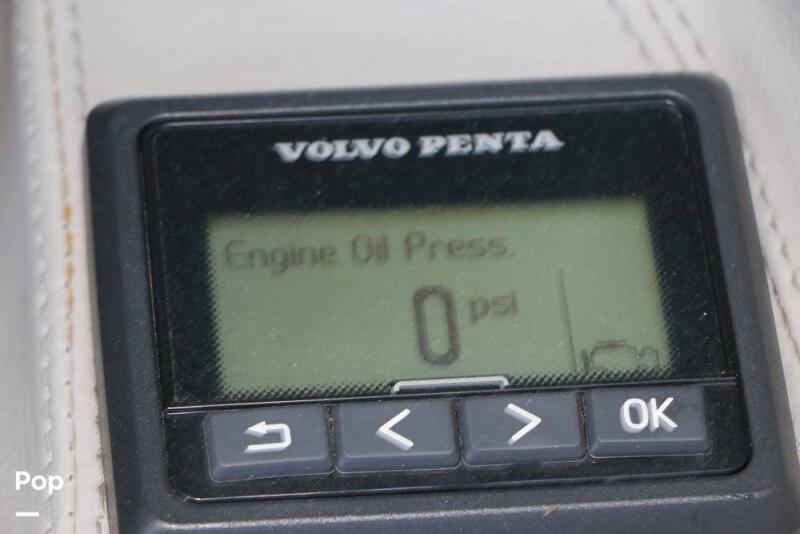 VOLVO PENTA
Engine Oil Press.
0 psi
< > OK
Pop